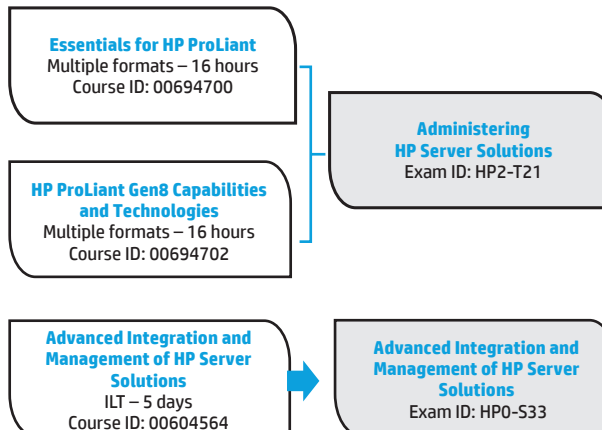 Essentials for HP ProLiant
Multiple formats – 16 hours
Course ID: 00694700
Administering
HP Server Solutions
Exam ID: HP2-T21
HP ProLiant Gen8 Capabilities
and Technologies
Multiple formats – 16 hours
Course ID: 00694702
Advanced Integration and
Management of HP Server
Solutions
ILT – 5 days
Course ID: 00604564
Advanced Integration and
Management of HP Server
Solutions
Exam ID: HP0-S33